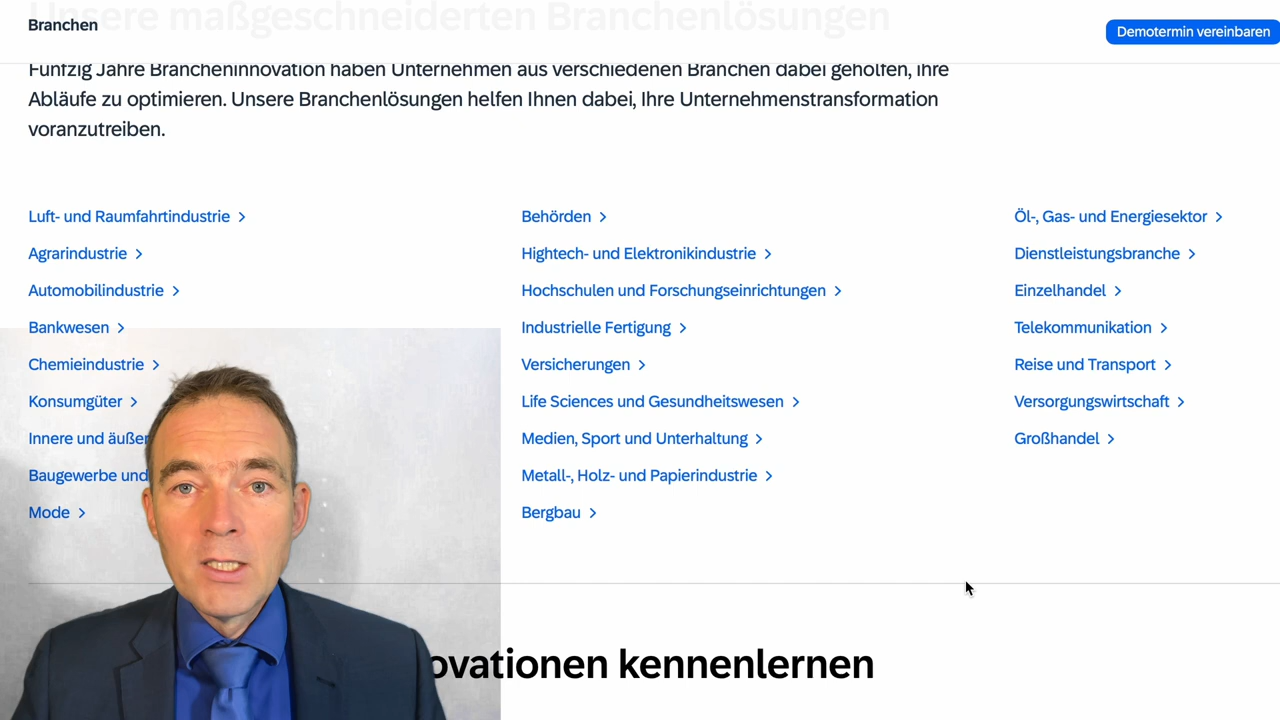 Unsere maßgeschneiderten Branchenlösungen
Branchen
Demotermin vereinbaren
Fünfzig Jahre Brancheninnovation haben Unternehmen aus verschiedenen Branchen dabei geholfen, ihre
Abläufe zu optimieren. Unsere Branchenlösungen helfen Ihnen dabei, Ihre Unternehmenstransformation
voranzutreiben.
Luft- und Raumfahrtindustrie
Agrarindustrie
Automobilindustrie
Bankwesen
Chemieindustrie
Konsumgüter
Innere und äußer
Baugewerbe und
Mode
Behörden
Hightech- und Elektronikindustrie
Hochschulen und Forschungseinrichtungen
Industrielle Fertigung
Versicherungen
Life Sciences und Gesundheitswesen
Medien, Sport und Unterhaltung
Metall-, Holz- und Papierindustrie
Bergbau
Öl-, Gas- und Energiesektor
Dienstleistungsbranche
Einzelhandel
Telekommunikation
Reise und Transport
Versorgungswirtschaft
Großhandel
ovationen kennenlernen